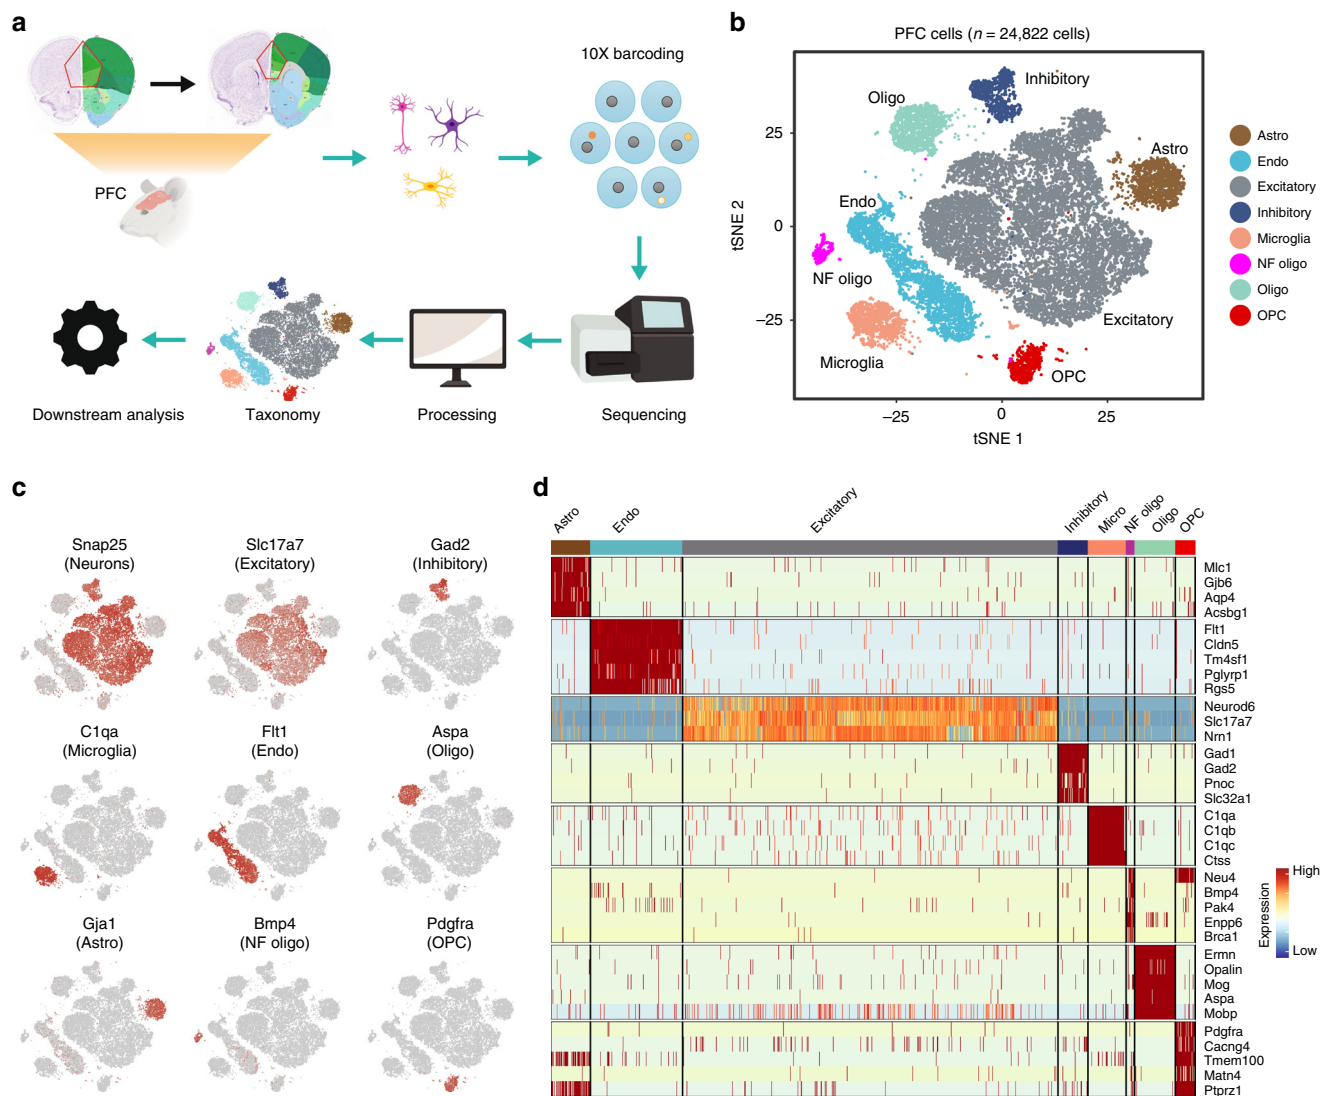 a
PFC
10X barcoding
Downstream analysis
Taxonomy
Processing
Sequencing
b
PFC cells (n = 24,822 cells)
tSNE 2
25
0
−25
−25
0
25
tSNE 1
Inhibitory
Oligo
Astro
Endo
NF oligo
Microglia
Excitatory
OPC
Astro
Endo
Excitatory
Inhibitory
Microglia
NF oligo
Oligo
OPC
c
Snap25
(Neurons)
Slc17a7
(Excitatory)
Gad2
(Inhibitory)
C1qa
(Microglia)
Flt1
(Endo)
Aspa
(Oligo)
Gja1
(Astro)
Bmp4
(NF oligo)
Pdgfra
(OPC)
d
Astro
Endo
Excitatory
Inhibitory
Micro
NF oligo
Oligo
OPC
Mlc1
Gjb6
Aqp4
Acsbg1
Flt1
Cldn5
Tm4sf1
Pglyrp1
Rgs5
Neurod6
Slc17a7
Nrn1
Gad1
Gad2
Pnoc
Slc32a1
C1qa
C1qb
C1qc
Ctss
Neu4
Bmp4
Pak4
Enpp6
Brca1
Ermn
Opalin
Mog
Aspa
Mobp
Pdgfra
Cacng4
Tmem100
Matn4
Ptprz1
Expression
High
Low